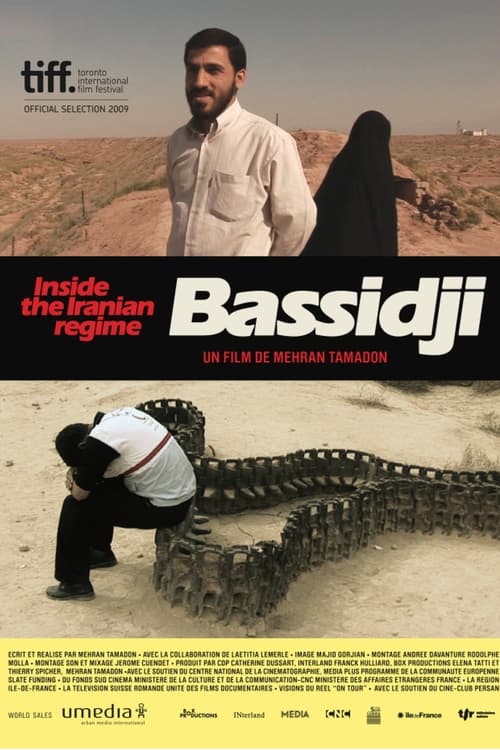 tiff. toronto
international
film festival
OFFICIAL SELECTION 2009
Inside
the Iranian
regime
Bassidji
UN FILM DE MEHRAN TAMADON
ECRIT ET REALISE PAR MEHRAN TAMADON • AVEC LA COLLABORATION DE LAETITIA LEMERLE • IMAGE MAJID GORJIAN • MONTAGE ANDREE DAVANTURE RODOLPHE
MOLLA • MONTAGE SON ET MIXAGE JEROME CUENDET • PRODUIT PAR CDP CATHERINE DUSSART, INTERLAND FRANCK HULLIARD, BOX PRODUCTIONS ELENA TATTI ET
THIERRY SPICHER, MEHRAN TAMADON •AVEC LE SOUTIEN DU CENTRE NATIONAL DE LA CINEMATOGRAPHIE, MEDIA PLUS PROGRAMME DE LA COMMUNAUTE EUROPENNE
SLATE FUNDING • DU FONDS SUD CINEMA MINISTERE DE LA CULTURE ET DE LA COMMUNICATION-CNC MINISTERE DES AFFAIRES ETRANGERES FRANCE • LA REGION
ILE-DE-FRANCE • LA TELEVISION SUISSE ROMANDE UNITE DES FILMS DOCUMENTAIRES • VISIONS DU REEL "ON TOUR" • AVEC LE SOUTIEN DU CINE-CLUB PERSAN
WORLD SALES umedia urban media international BOX PRODUCTIONS INterland MEDIA CNC îledeFrance tsr